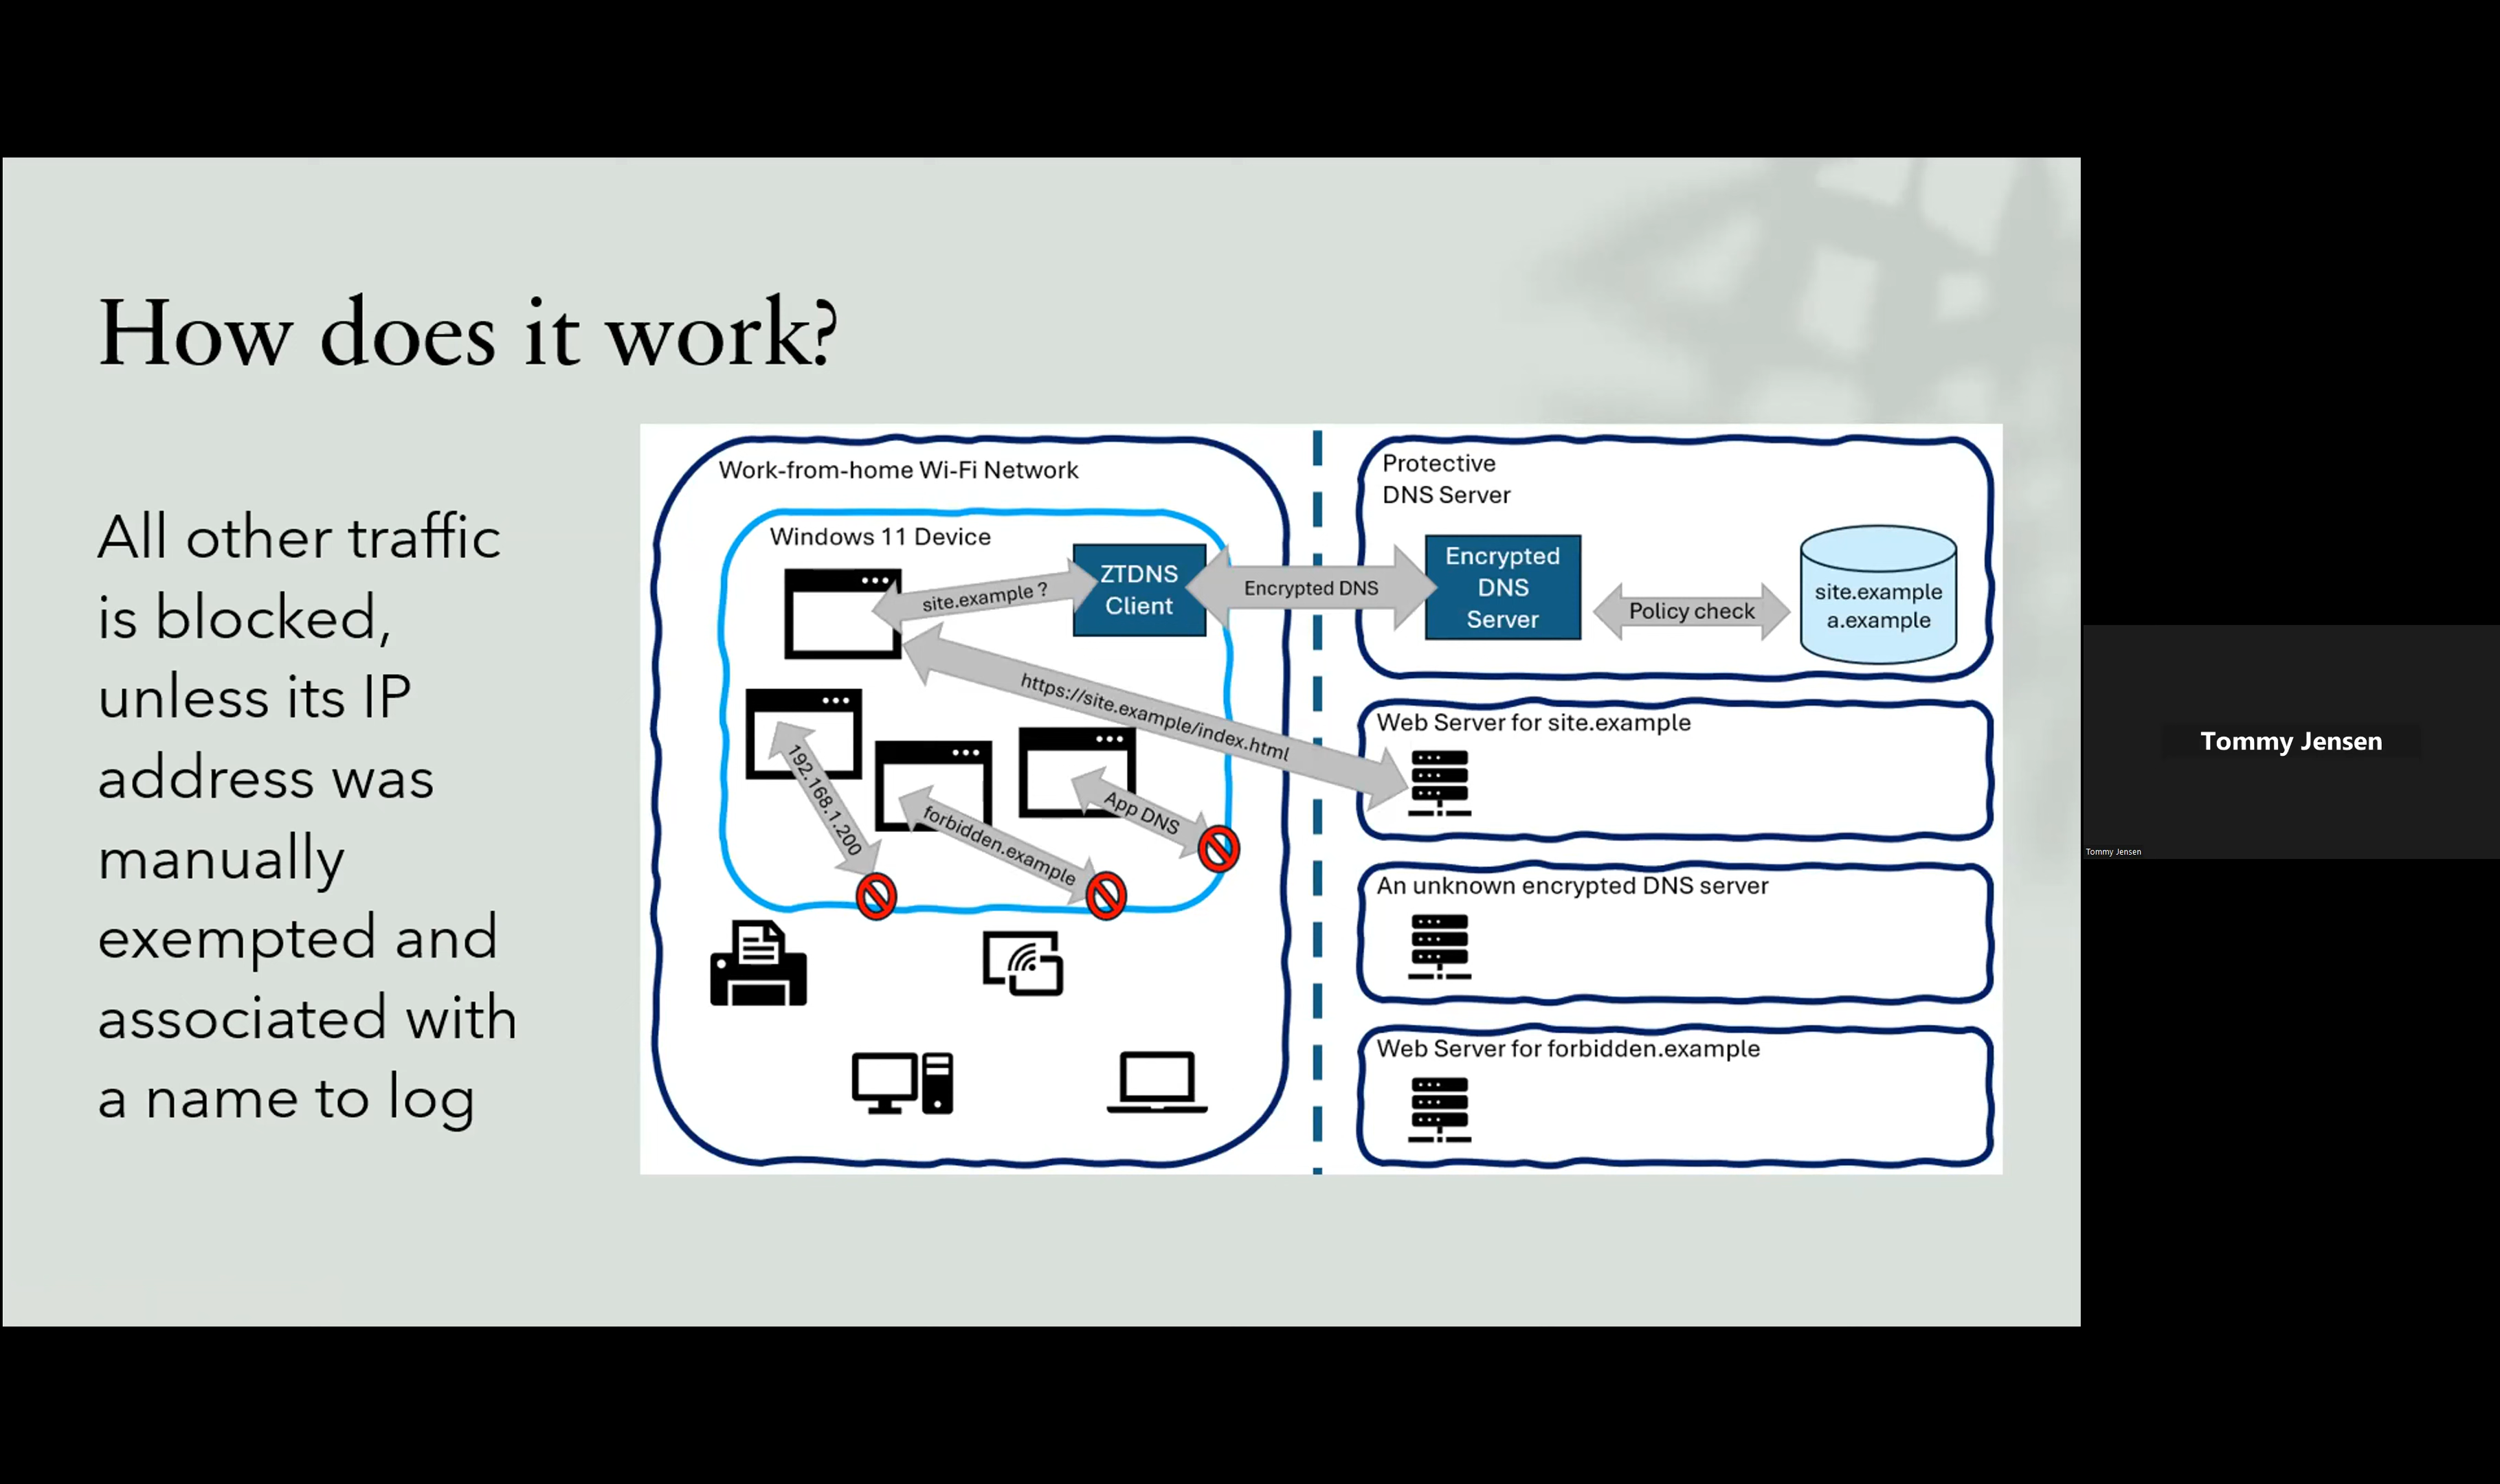 How does it work?
All other traffic
is blocked,
unless its IP
address was
manually
exempted and
associated with
a name to log
Work-from-home Wi-Fi Network
Windows 11 Device
site.example ?
ZTDNS
Client
Encrypted DNS
https://site.example/index.html
192.168.1.200
forbidden.example
App DNS
Protective
DNS Server
Encrypted
DNS
Server
Policy check
site.example
a.example
Web Server for site.example
An unknown encrypted DNS server
Web Server for forbidden.example
Tommy Jensen
Tommy Jensen